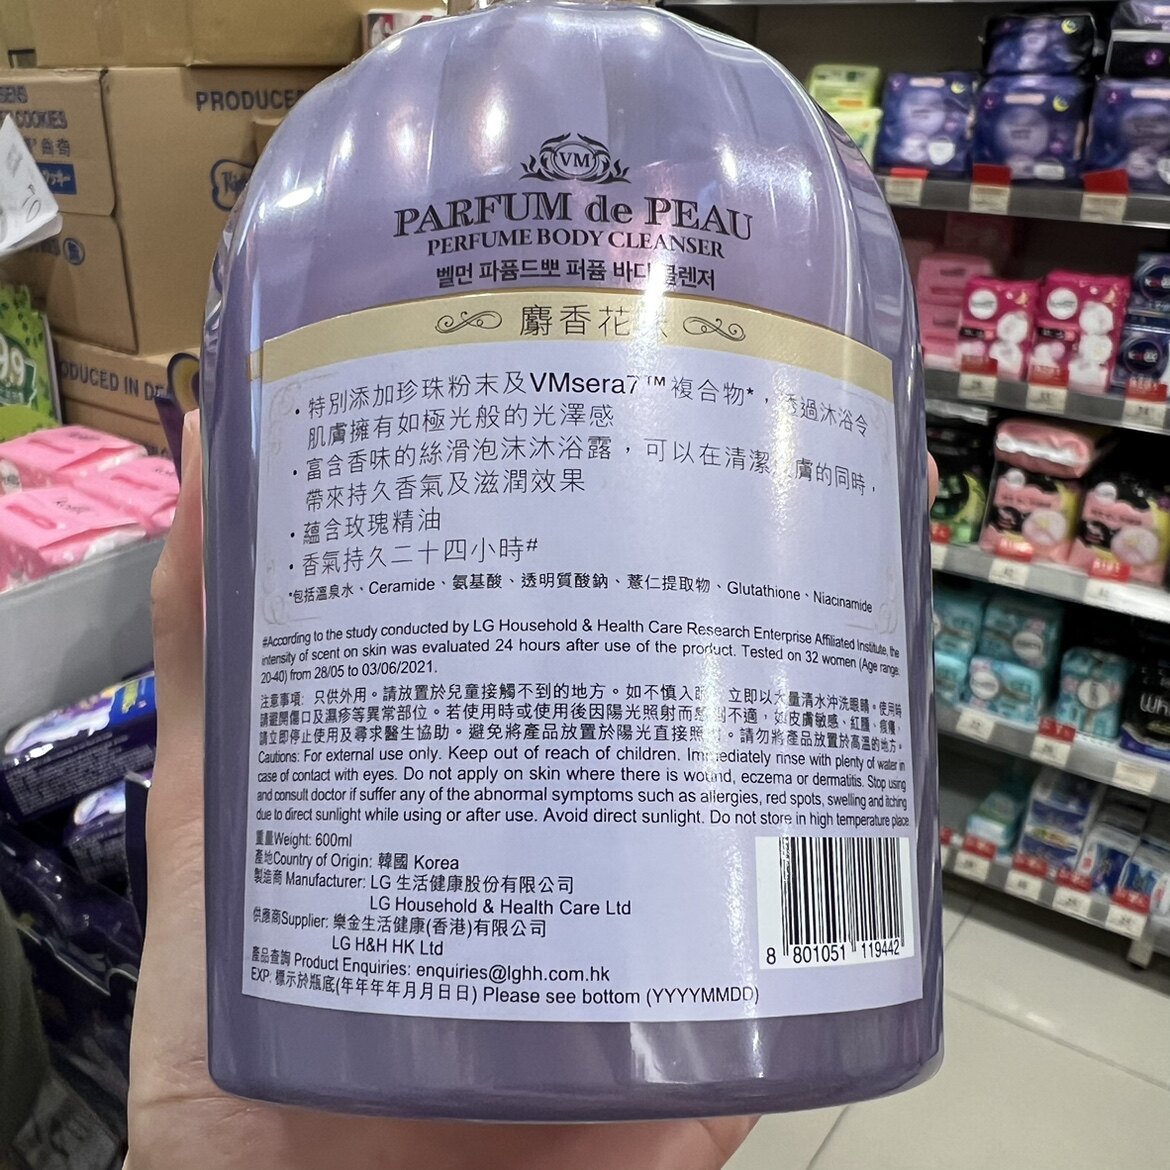 VM
PARFUM de PEAU
PERFUME BODY CLEANSER
벨먼 파퓸드뽀 퍼퓸 바디 클렌저
麝香花
• 特別添加珍珠粉末及VMsera7™複合物*，透過沐浴令
肌膚擁有如極光般的光澤感
• 富含香味的絲滑泡沫沐浴露，可以在清潔 膚的同時，
帶來持久香氣及滋潤效果
• 蘊含玫瑰精油
• 香氣持久二十四小時#
*包括溫泉水、Ceramide、氨基酸、透明質酸鈉、薏仁提取物、Glutathione、Niacinamide
#According to the study conducted by LG Household & Health Care Research Enterprise Affiliated Institute, the
intensity of scent on skin was evaluated 24 hours after use of the product. Tested on 32 women (Age range:
20-40) from 28/05 to 03/06/2021.
注意事項: 只供外用。請放置於兒童接觸不到的地方。如不慎入 立即以大量清水沖洗眼睛。使用時
請避開傷口及濕疹等異常部位。若使用時或使用後因陽光照射而感到不適，如皮膚敏感、紅腫、痕癢，
請立即停止使用及尋求醫生協助。避免將產品放置於陽光直接照 。請勿將產品放置於高溫的地方。
Cautions: For external use only. Keep out of reach of children. Immediately rinse with plenty of water in
case of contact with eyes. Do not apply on skin where there is wound, eczema or dermatitis. Stop using
and consult doctor if suffer any of the abnormal symptoms such as allergies, red spots, swelling and itching
due to direct sunlight while using or after use. Avoid direct sunlight. Do not store in high temperature place
重量Weight: 600ml
產地Country of Origin: 韓國 Korea
製造商 Manufacturer: LG 生活健康股份有限公司
LG Household & Health Care Ltd
供應商Supplier: 樂金生活健康(香港)有限公司
LG H&H HK Ltd
產品查詢 Product Enquiries: enquiries@lghh.com.hk
EXP: 標示於瓶底(年年年年月月日日) Please see bottom (YYYYMMDD)
8 801051 119442
PRODUCE
COOKIES
ODUCED IN
99